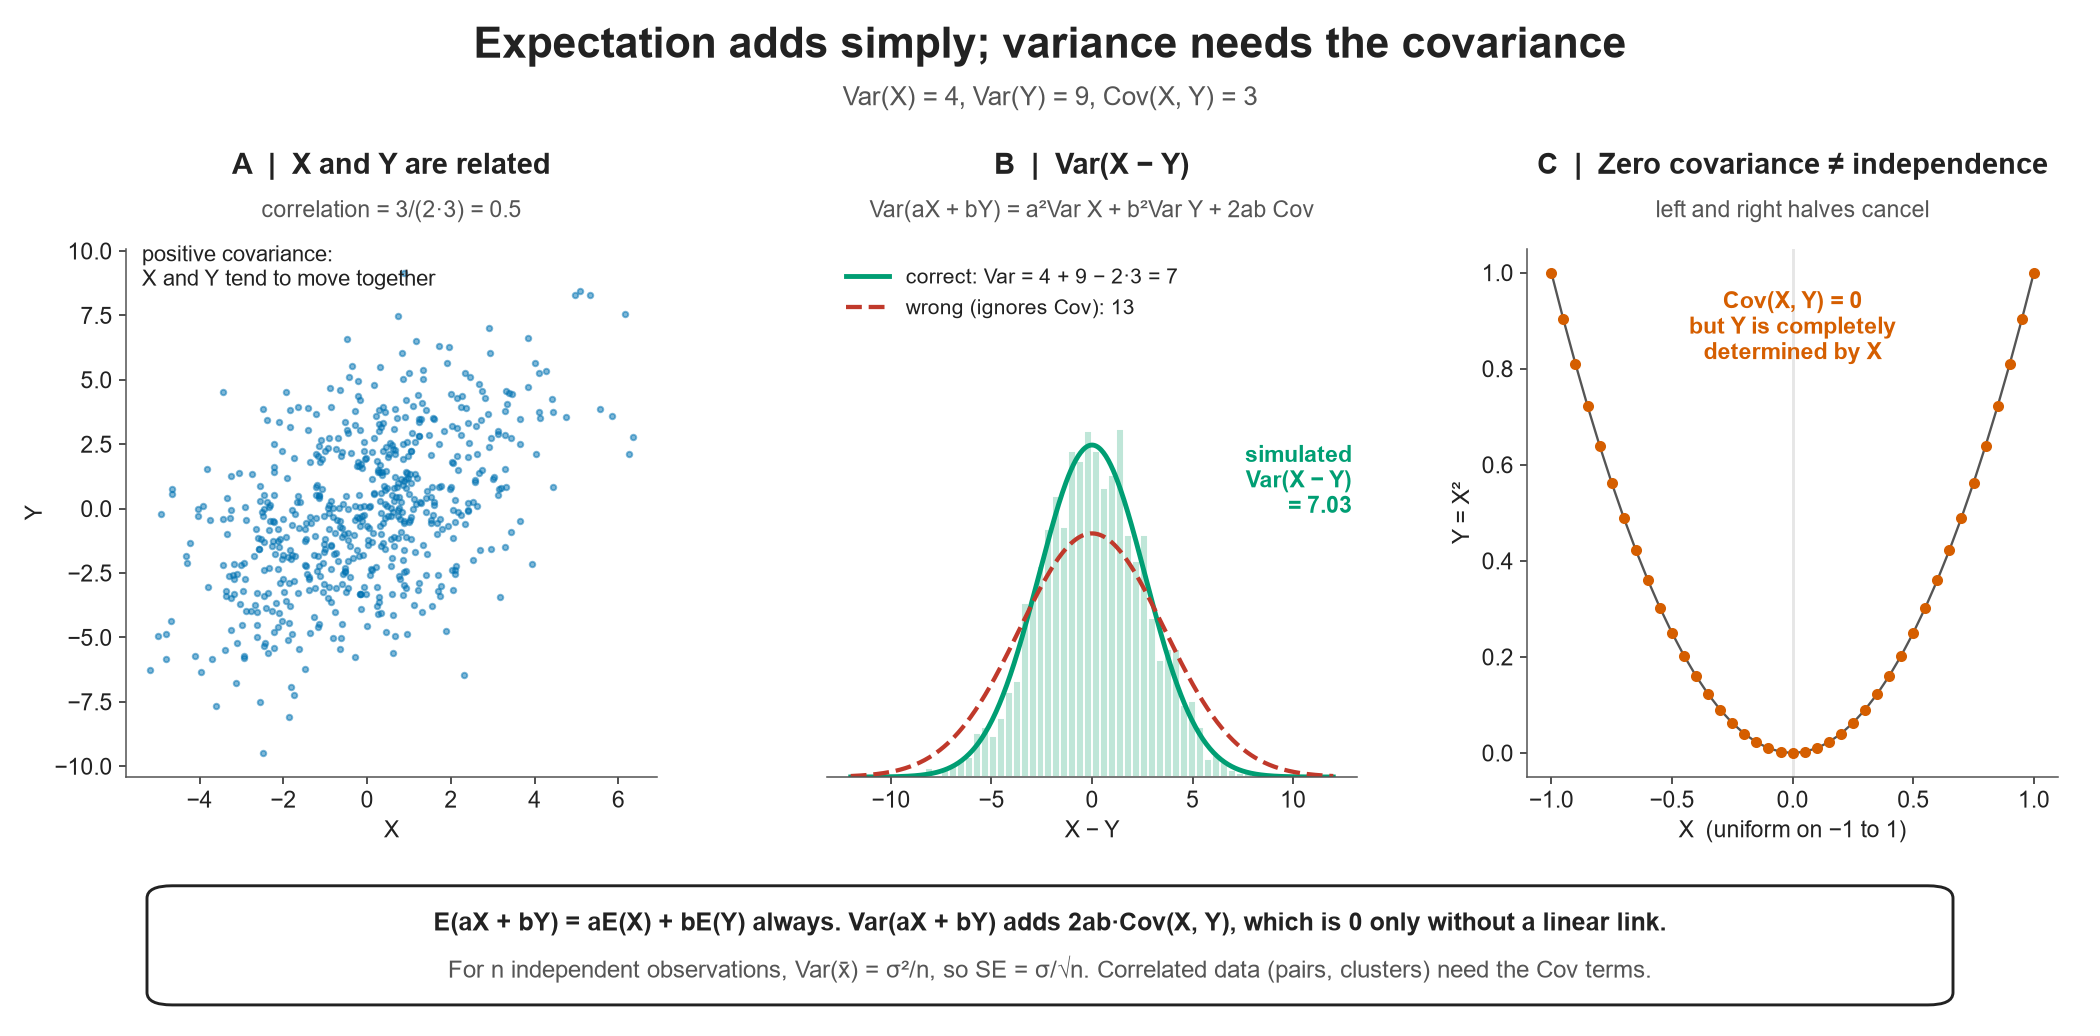 Expectation adds simply; variance needs the covariance
Var(X) = 4, Var(Y) = 9, Cov(X, Y) = 3
A | X and Y are related
correlation = 3/(2·3) = 0.5
positive covariance:
X and Y tend to move together
10.0
7.5
5.0
2.5
0.0
−2.5
−5.0
−7.5
−10.0
Y
−4
−2
0
2
4
6
X
B | Var(X − Y)
Var(aX + bY) = a²Var X + b²Var Y + 2ab Cov
correct: Var = 4 + 9 − 2·3 = 7
wrong (ignores Cov): 13
simulated
Var(X − Y)
= 7.03
−10
−5
0
5
10
X − Y
C | Zero covariance ≠ independence
left and right halves cancel
Cov(X, Y) = 0
but Y is completely
determined by X
1.0
0.8
0.6
0.4
0.2
0.0
Y = X²
−1.0
−0.5
0.0
0.5
1.0
X (uniform on −1 to 1)
E(aX + bY) = aE(X) + bE(Y) always. Var(aX + bY) adds 2ab·Cov(X, Y), which is 0 only without a linear link.
For n independent observations, Var(x̄) = σ²/n, so SE = σ/√n. Correlated data (pairs, clusters) need the Cov terms.